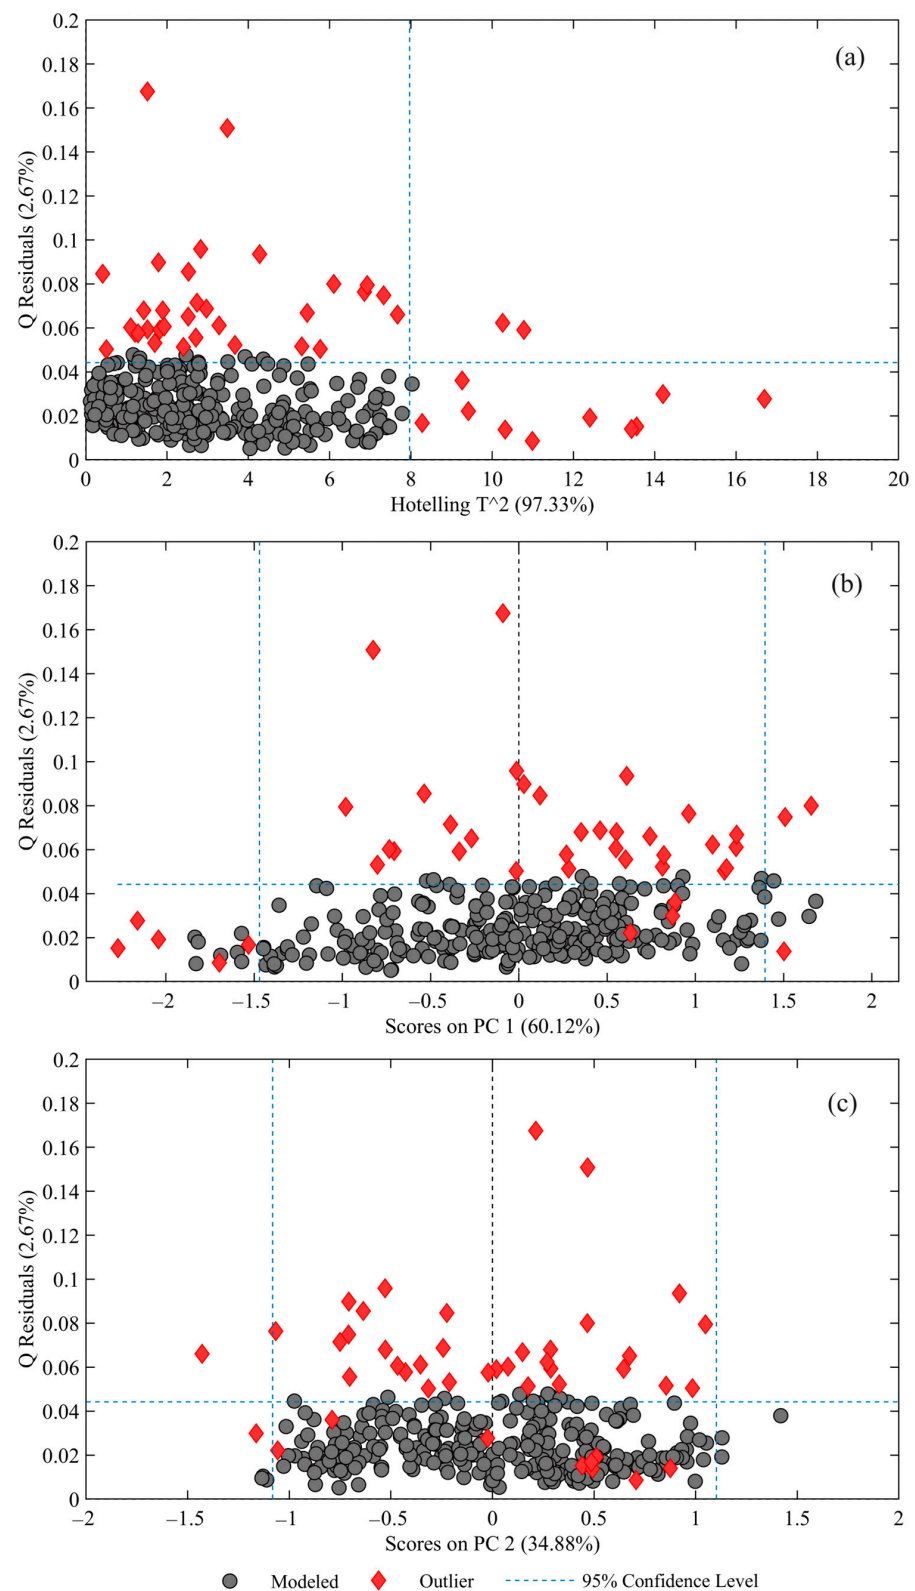 0.2
(a)
0.18
0.16
0.14
0.12
0.1
0.08
0.06
0.04
0.02
0
Q Residuals (2.67%)
0 2 4 6 8 10 12 14 16 18 20
Hotelling T^2 (97.33%)
0.2
(b)
0.18
0.16
0.14
0.12
0.1
0.08
0.06
0.04
0.02
0
Q Residuals (2.67%)
−2 −1.5 −1 −0.5 0 0.5 1 1.5 2
Scores on PC 1 (60.12%)
0.2
(c)
0.18
0.16
0.14
0.12
0.1
0.08
0.06
0.04
0.02
0
Q Residuals (2.67%)
−2 −1.5 −1 −0.5 0 0.5 1 1.5 2
Scores on PC 2 (34.88%)
Modeled Outlier 95% Confidence Level